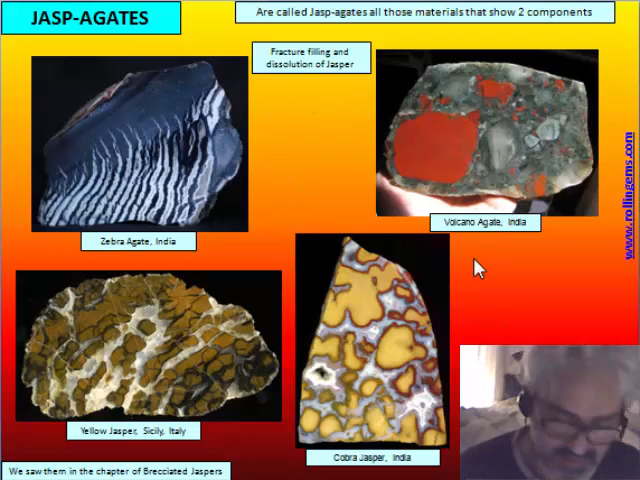 JASP-AGATES
Are called Jasp-agates all those materials that show 2 components
Fracture filling and
dissolution of Jasper
Zebra Agate, India
Volcano Agate, India
www.rollingems.com
Yellow Jasper, Sicily, Italy
Cobra Jasper, India
We saw them in the chapter of Brecciated Jaspers